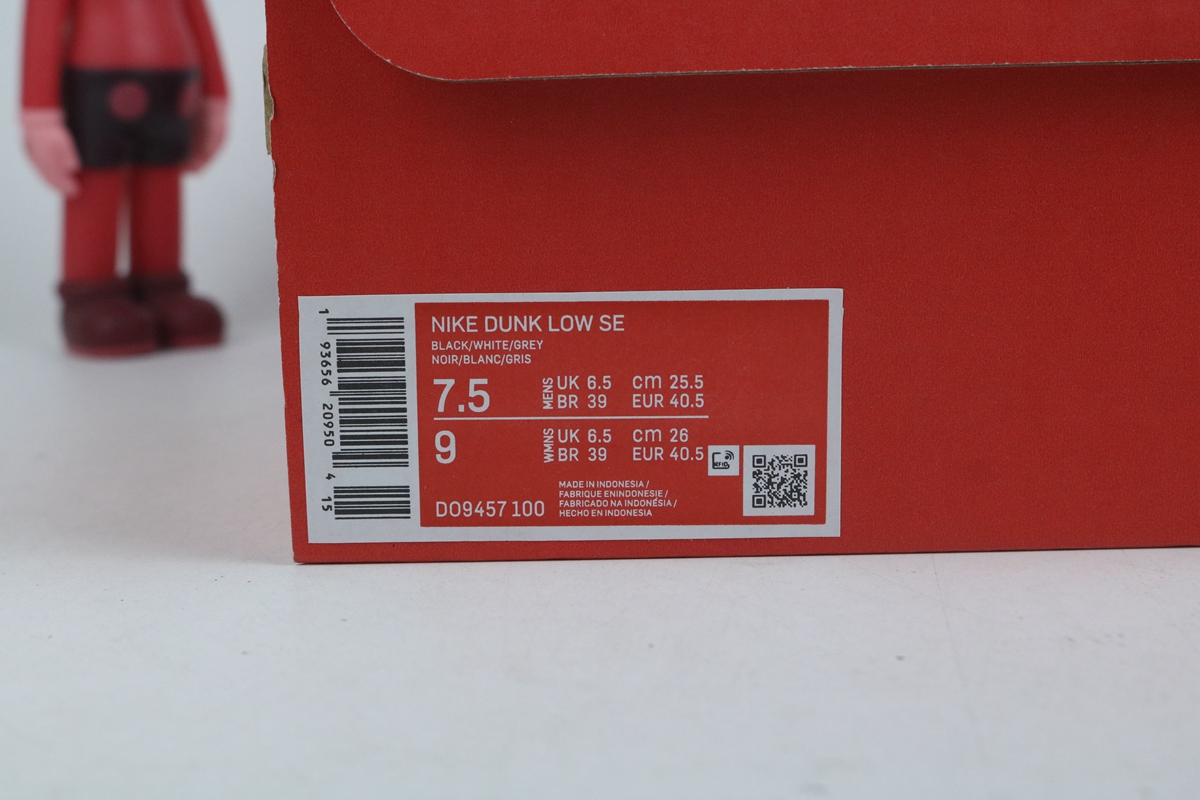 NIKE DUNK LOW SE
BLACK/WHITE/GREY
NOIR/BLANC/GRIS
7.5 MENS UK 6.5 cm 25.5
BR 39 EUR 40.5
9 WMNS UK 6.5 cm 26
BR 39 EUR 40.5
DO9457 100
MADE IN INDONESIA /
FABRIQUE ENINDONESIE /
FABRICADO NA INDONÉSIA /
HECHO EN INDONESIA
1 93656 20950 4 15